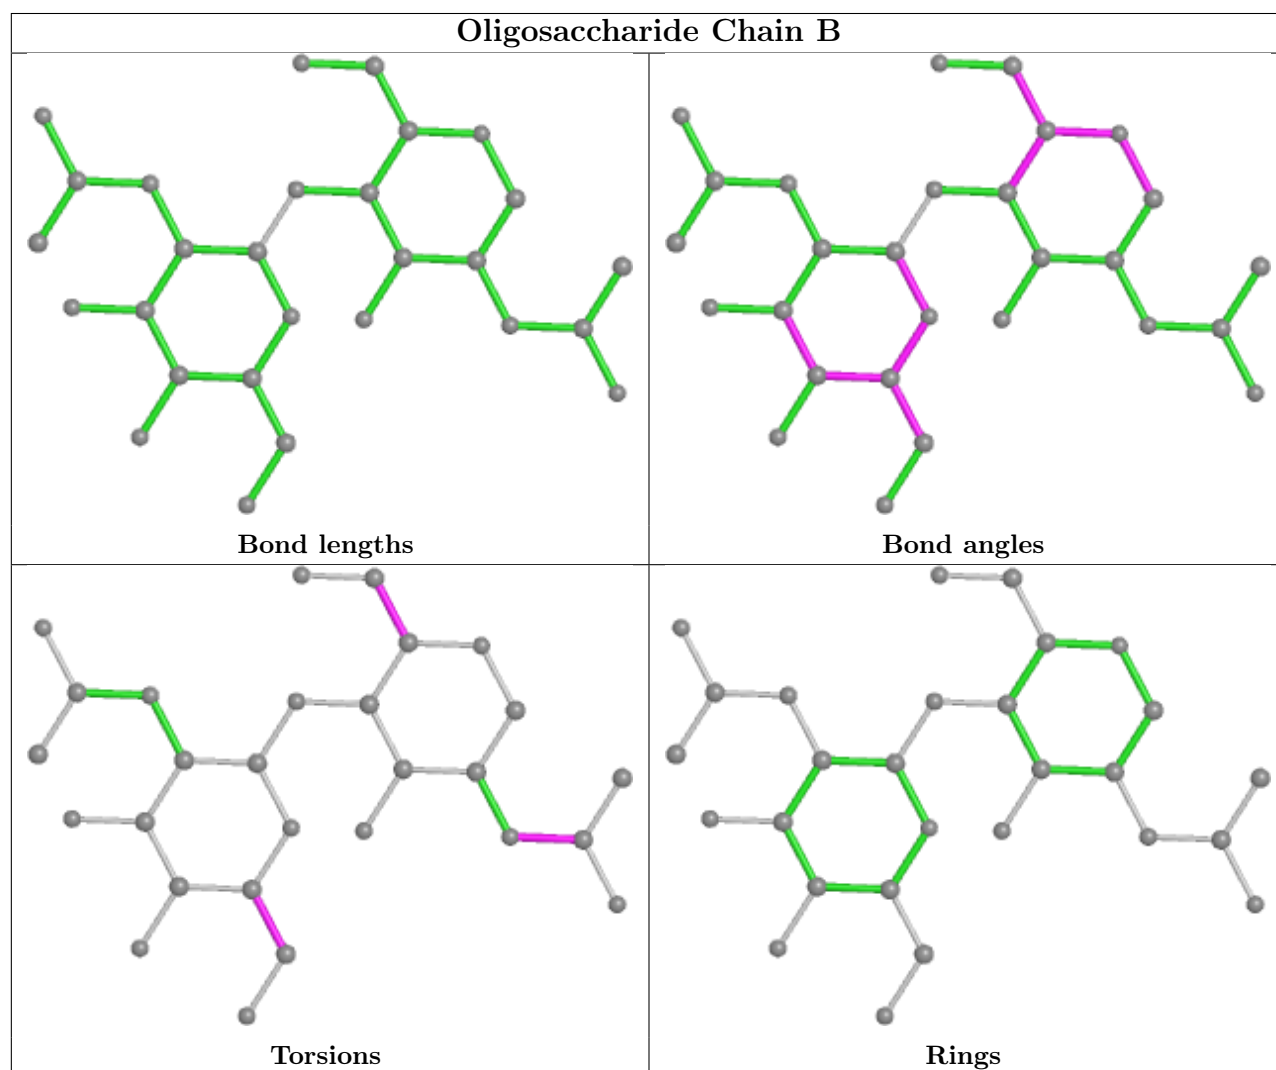 Oligosaccharide Chain B
Bond lengths
Bond angles
Torsions
Rings